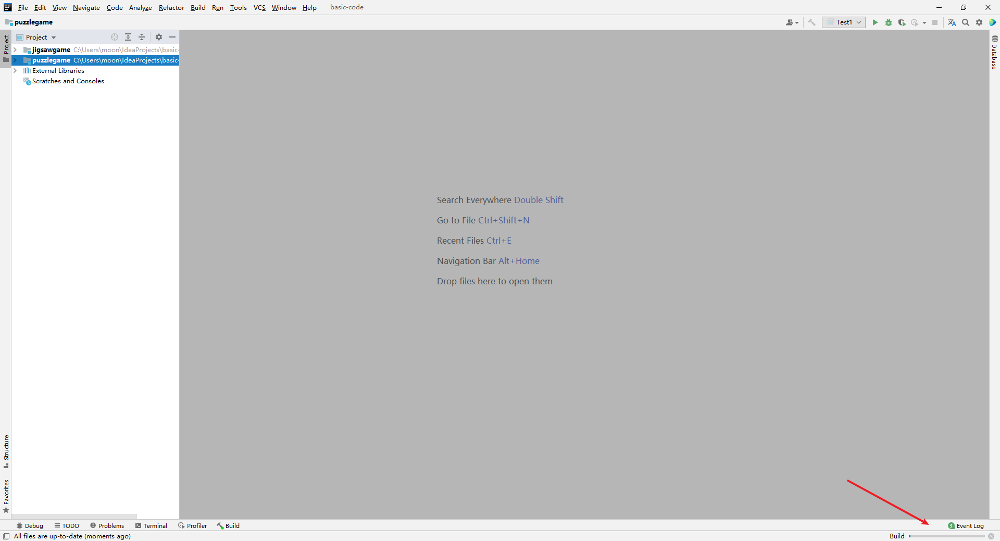 File Edit View Navigate Code Analyze Refactor Build Run Tools VCS Window Help basic-code
puzzlegame
Test1
Project
Project
jigsawgame C:\Users\moon\IdeaProjects\basic-
puzzlegame C:\Users\moon\IdeaProjects\basic-
External Libraries
Scratches and Consoles
Database
Search Everywhere Double Shift
Go to File Ctrl+Shift+N
Recent Files Ctrl+E
Navigation Bar Alt+Home
Drop files here to open them
Structure
Favorites
Debug TODO Problems Terminal Profiler Build
3 Event Log
All files are up-to-date (moments ago)
Build